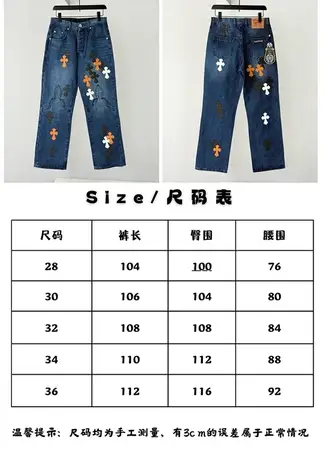 Size/尺码表
尺码 裤长 臀围 腰围
28 104 100 76
30 106 104 80
32 108 108 84
34 110 112 88
36 112 116 92
温馨提示：尺码均为手工测量、有3cm的误差属于正常情况